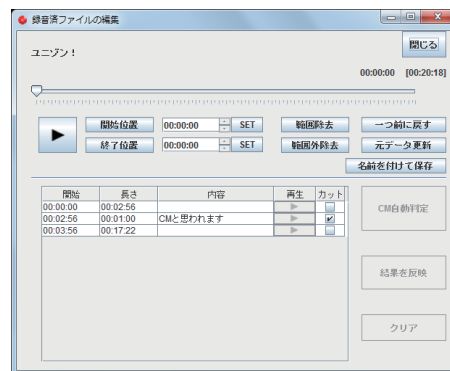 録音済ファイルの編集
閉じる
ユニゾン！
00:00:00 [00:20:18]
開始位置 00:00:00 SET 範囲除去 一つ前に戻す
終了位置 00:00:00 SET 範囲外除去 元データ更新
名前を付けて保存
開始 長さ 内容 再生 カット
00:00:00 00:02:56
00:02:56 00:01:00 CMと思われます
00:03:56 00:17:22
CM自動判定
結果を反映
クリア